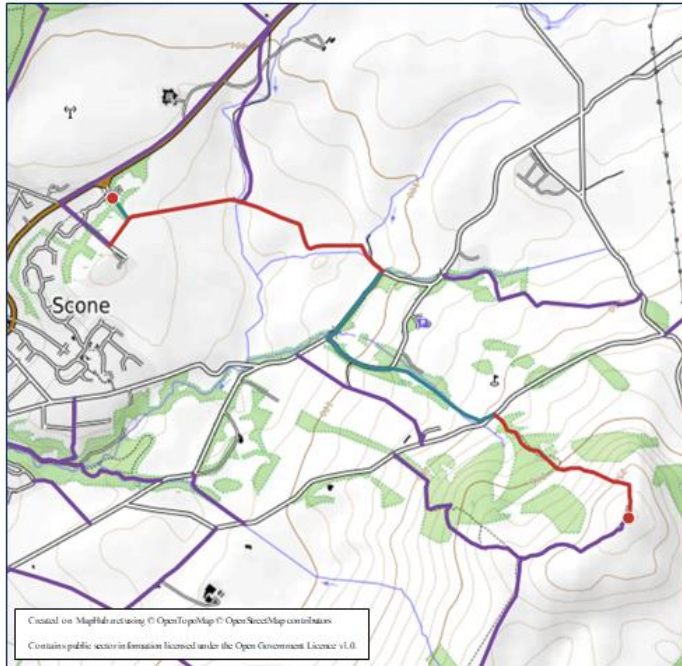 Scone
Created on MapHub.net using © OpenTopoMap © OpenStreetMap contributors
Contains public sector information licensed under the Open Government Licence v1.0.